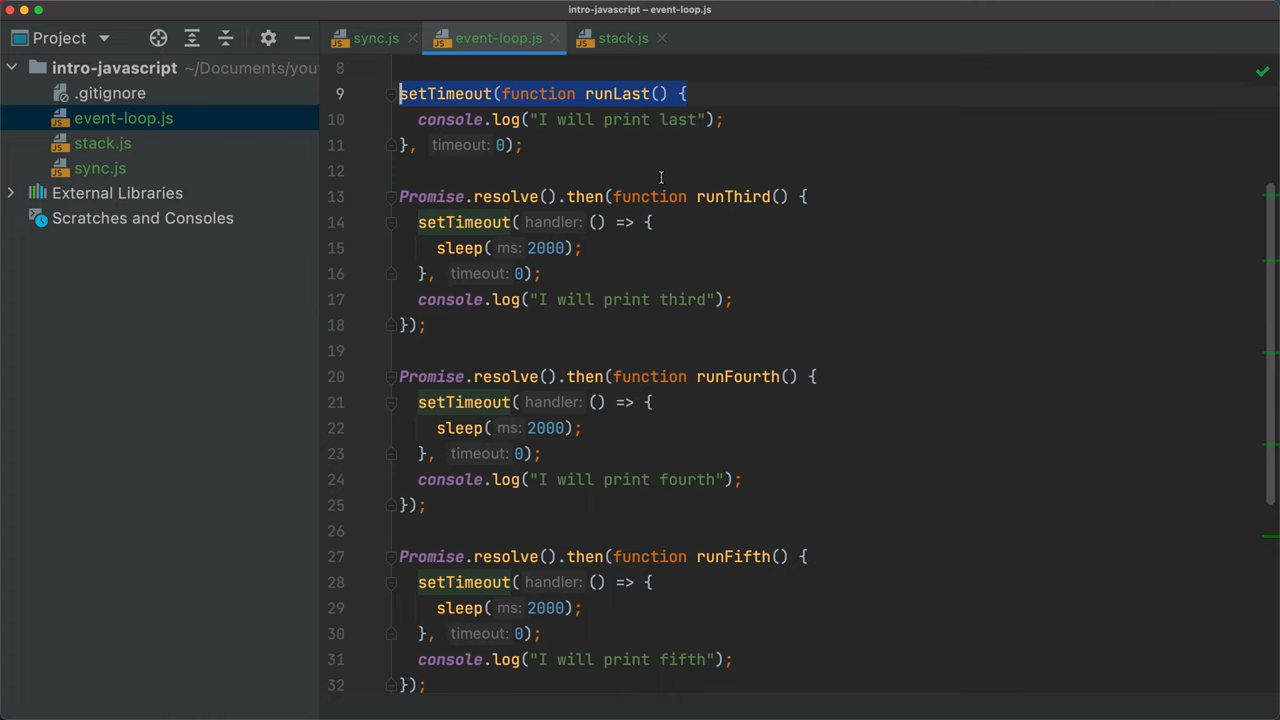 intro-javascript – event-loop.js
Project
sync.js
event-loop.js
stack.js
intro-javascript ~/Documents/you
.gitignore
event-loop.js
stack.js
sync.js
External Libraries
Scratches and Consoles
8
9 setTimeout(function runLast() {
10 console.log("I will print last");
11 }, timeout: 0);
12
13 Promise.resolve().then(function runThird() {
14 setTimeout( handler: () => {
15 sleep( ms: 2000);
16 }, timeout: 0);
17 console.log("I will print third");
18 });
19
20 Promise.resolve().then(function runFourth() {
21 setTimeout( handler: () => {
22 sleep( ms: 2000);
23 }, timeout: 0);
24 console.log("I will print fourth");
25 });
26
27 Promise.resolve().then(function runFifth() {
28 setTimeout( handler: () => {
29 sleep( ms: 2000);
30 }, timeout: 0);
31 console.log("I will print fifth");
32 });